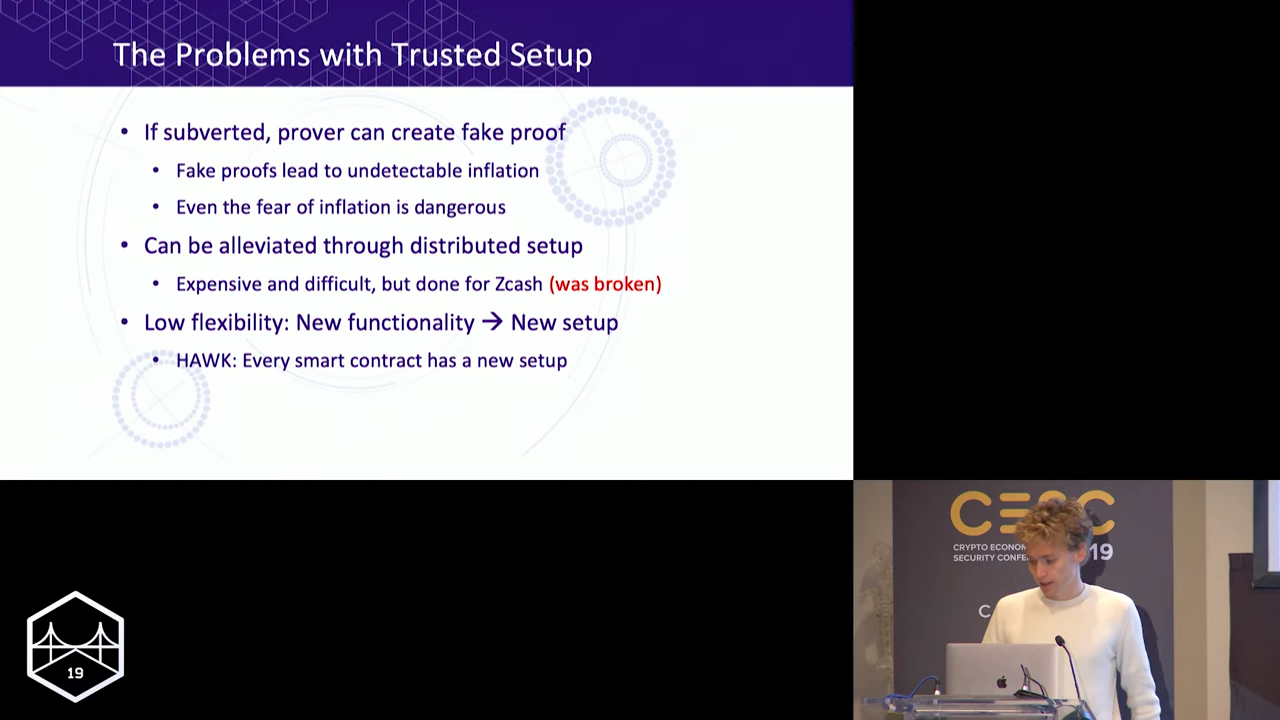 The Problems with Trusted Setup
• If subverted, prover can create fake proof
• Fake proofs lead to undetectable inflation
• Even the fear of inflation is dangerous
• Can be alleviated through distributed setup
• Expensive and difficult, but done for Zcash (was broken)
• Low flexibility: New functionality → New setup
• HAWK: Every smart contract has a new setup
19
CESC
CRYPTO ECONOM 19
SECURITY CONFE
C